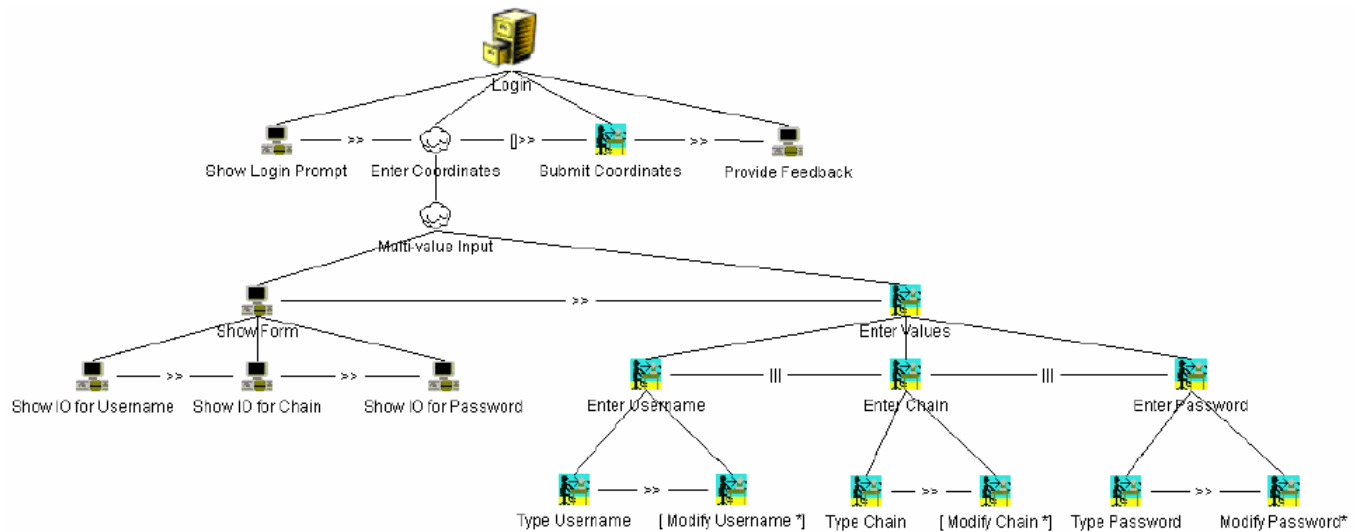 Login
>> []>> >>
Show Login Prompt Enter Coordinates Submit Coordinates Provide Feedback
Multi-value Input
>>
Show Form Enter Values
>> >> ||| |||
Show IO for Username Show IO for Chain Show IO for Password Enter Username Enter Chain Enter Password
>> >> >>
Type Username [ Modify Username *] Type Chain [ Modify Chain *] Type Password Modify Password*